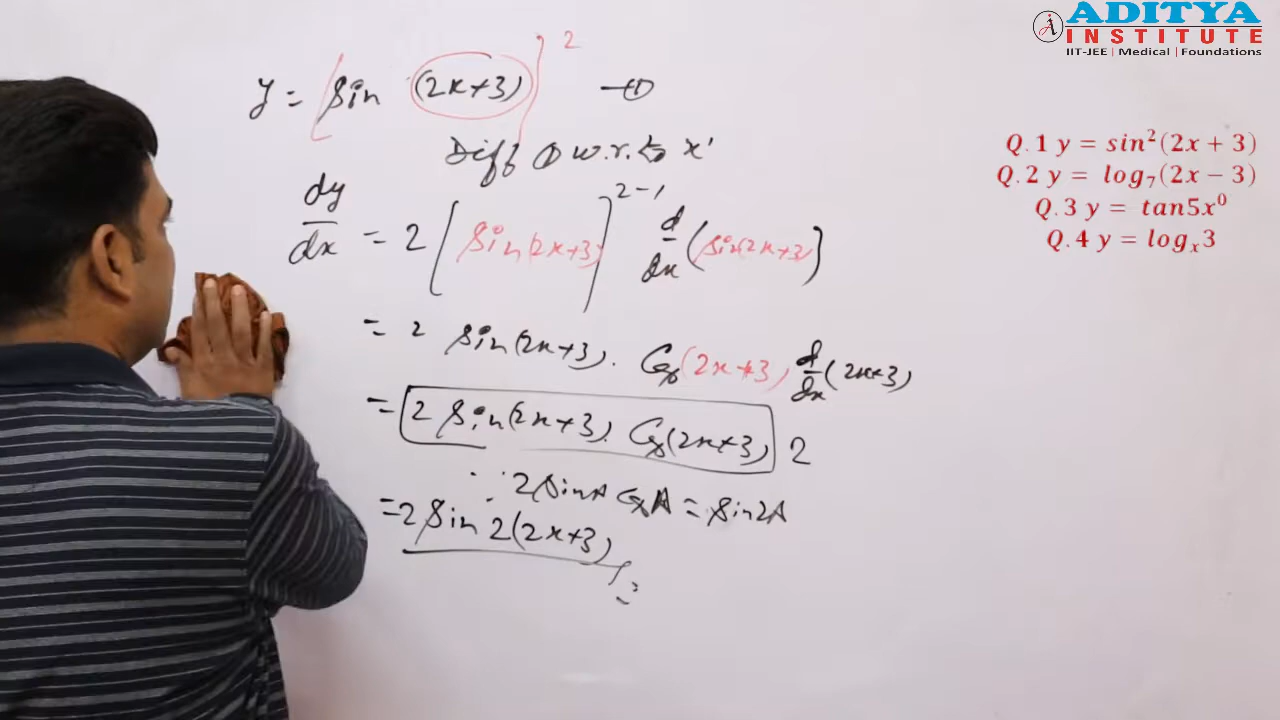 ADITYA
INSTITUTE
IIT-JEE | Medical | Foundations
y = [sin (2x+3)]² → ①
Diff ① w.r. to 'x'
dy/dx = 2 [sin(2x+3)]²⁻¹ d/dx (sin(2x+3))
= 2 sin(2x+3). Cos(2x+3) d/dx (2x+3)
= 2 sin(2x+3). Cos(2x+3) 2
∵ 2 sinA CosA = sin2A
= 2 sin 2(2x+3)
Q. 1 y = sin²(2x + 3)
Q. 2 y = log₇(2x − 3)
Q. 3 y = tan5x⁰
Q. 4 y = logₓ3